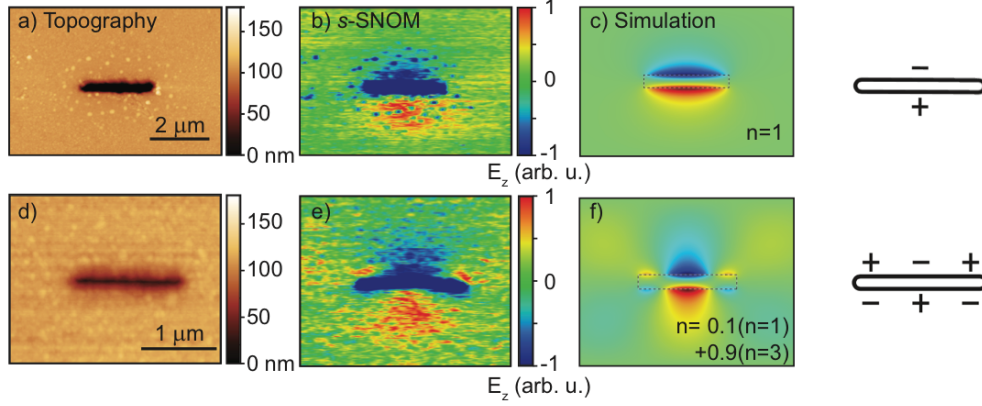 a) Topography
150
100
50
0 nm
2 μm
b) s-SNOM
1
0
-1
E_z (arb. u.)
c) Simulation
n=1
−
+
d)
150
100
50
0 nm
1 μm
e)
1
0
-1
E_z (arb. u.)
f)
n= 0.1(n=1)
+0.9(n=3)
+ − +
− + −